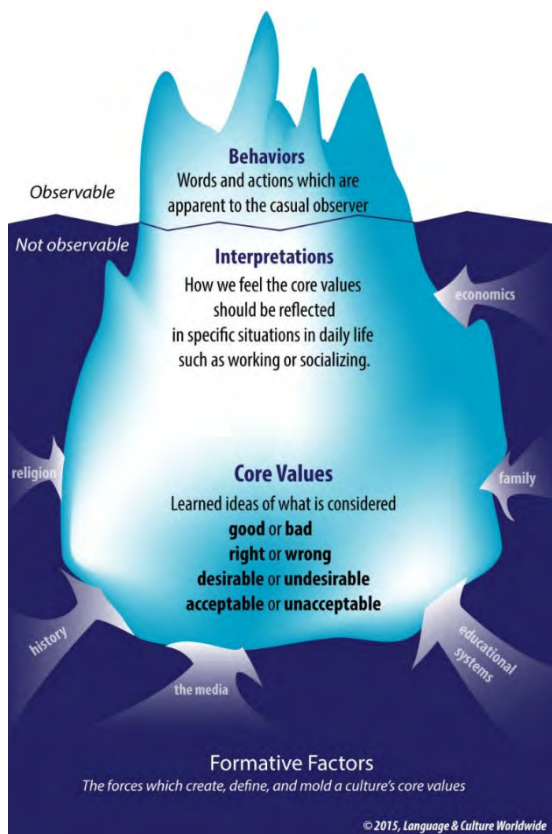 Behaviors
Words and actions which are
apparent to the casual observer
Observable
Not observable
Interpretations
How we feel the core values
should be reflected
in specific situations in daily life
such as working or socializing.
economics
religion
family
Core Values
Learned ideas of what is considered
good or bad
right or wrong
desirable or undesirable
acceptable or unacceptable
history
the media
educational
systems
Formative Factors
The forces which create, define, and mold a culture's core values
© 2015, Language & Culture Worldwide